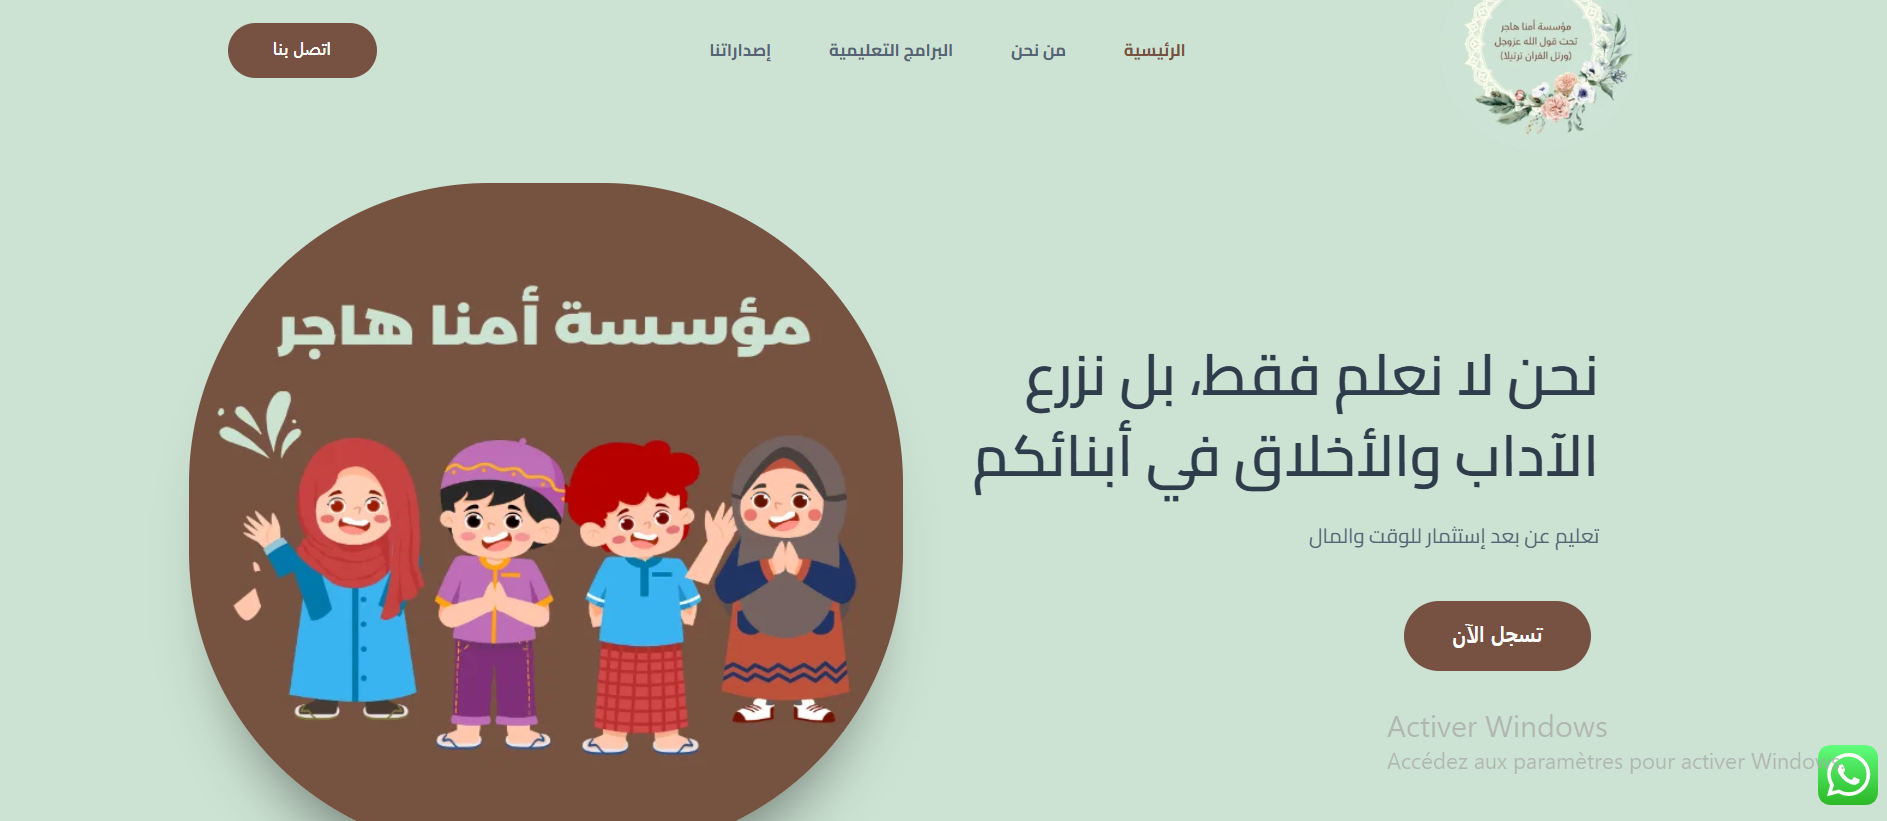 مؤسسة أمنا هاجر
تحت قول الله عزوجل
(ورتل القران ترتيلا)
الرئيسية
من نحن
البرامج التعليمية
إصداراتنا
اتصل بنا
نحن لا نعلم فقط، بل نزرع
الآداب والأخلاق في أبنائكم
تعليم عن بعد إستثمار للوقت والمال
تسجل الآن
مؤسسة أمنا هاجر
Activer Windows
Accédez aux paramètres pour activer Windo